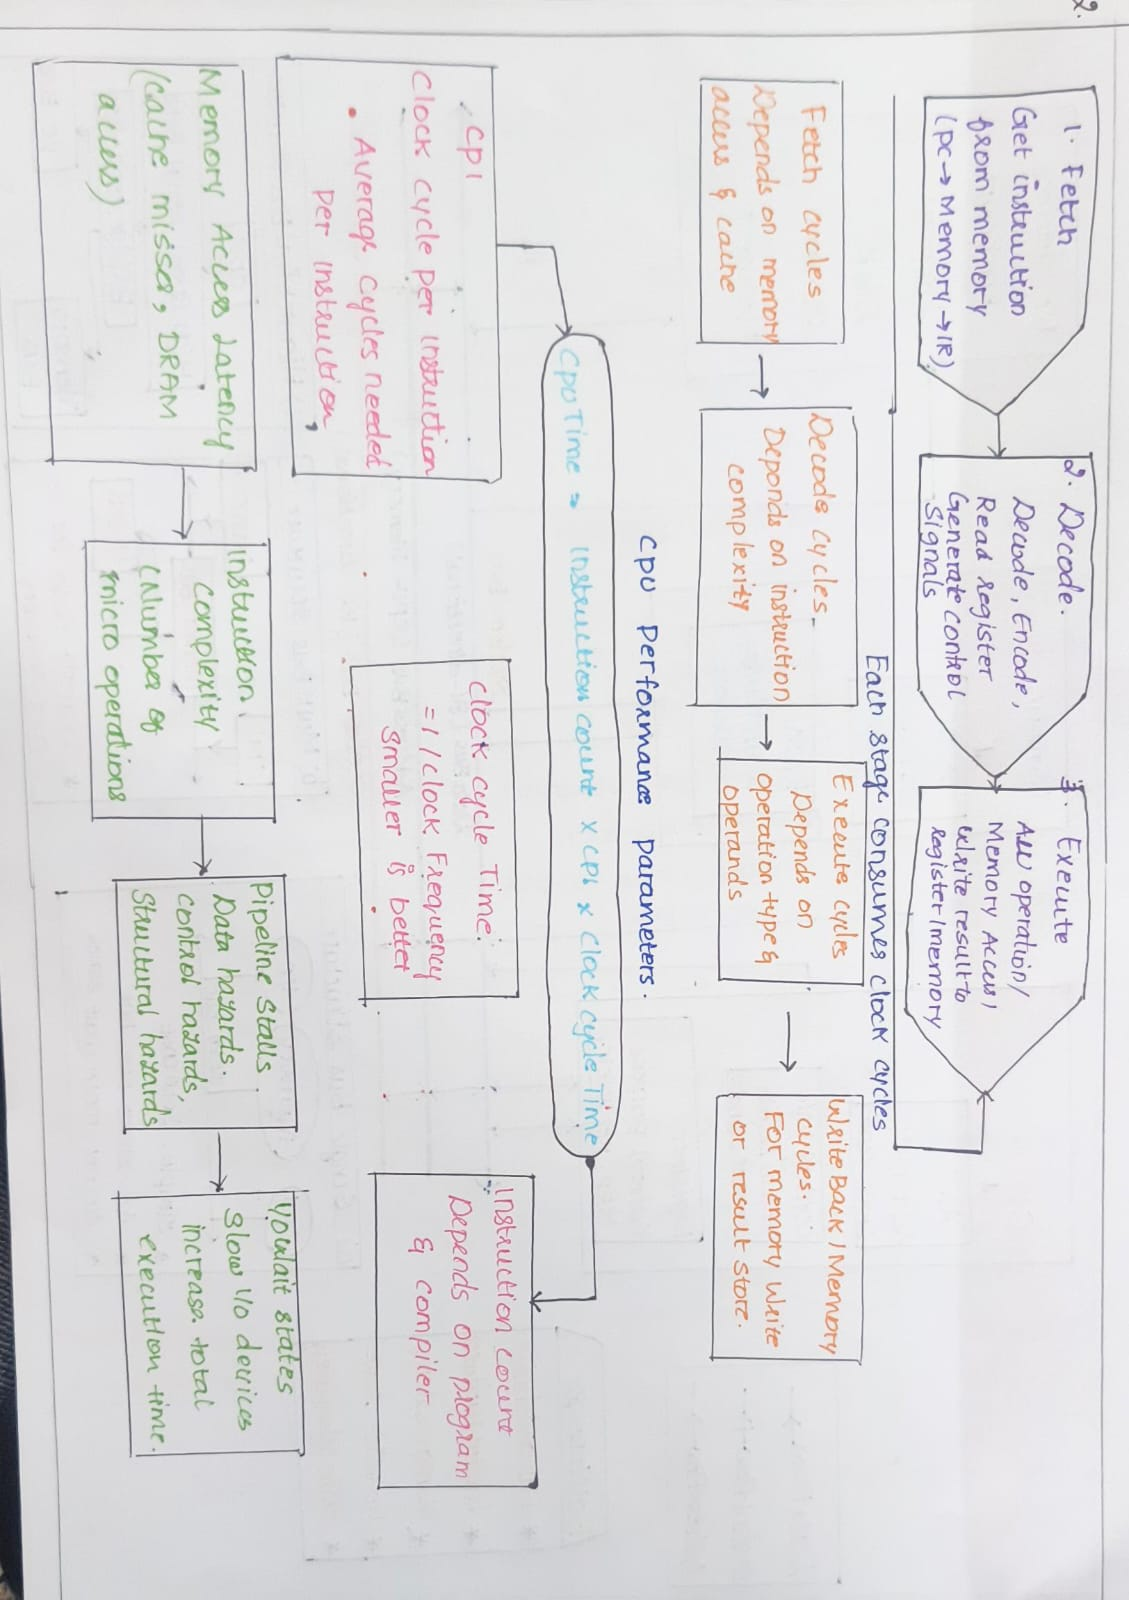 2.
1. Fetch
Get instruction
from memory
(pc→Memory→IR)
2. Decode.
Decode, Encode,
Read register
Generate control
Signals
3. Execute
ALU operation/
Memory Access/
write result to
register/memory
Each stage consumes clock cycles
Fetch cycles
Depends on memory
access & cache
Decode cycles.
Deponds on instruction
complexity
Execute cycles
Depends on
operation type &
operands
Write Back/Memory
cycles.
For memory write
or result store.
CPU Performance parameters.
CPU Time = Instruction count x CPI x Clock cycle Time
CPI
Clock cycle per instruction
• Average cycles needed
per instruction,
Clock cycle Time.
= 1/clock Frequency
smaller is better
Instruction count
Depends on program
& compiler
Memory Access Latency
(cache misses, DRAM
access)
Instruction
complexity
(Number of
micro operations
Pipeline stalls
Data hazards.
control hazards,
Structural hazards
I/O wait states
Slow I/O devices
increase total
execution time.